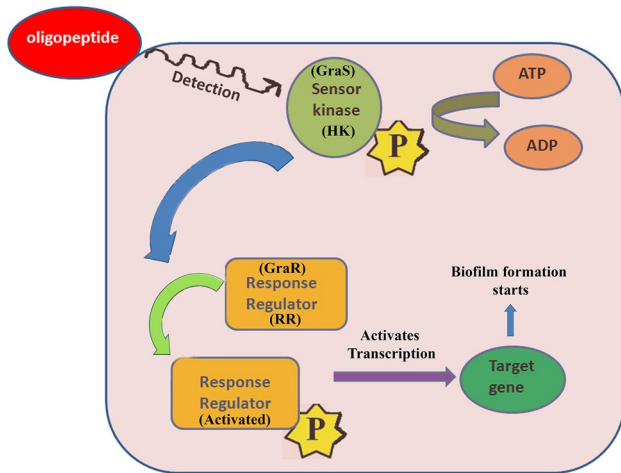 oligopeptide
Detection
(GraS)
Sensor
kinase
(HK)
P
ATP
ADP
(GraR)
Response
Regulator
(RR)
Response
Regulator
(Activated)
P
Activates
Transcription
Target
gene
Biofilm formation
starts